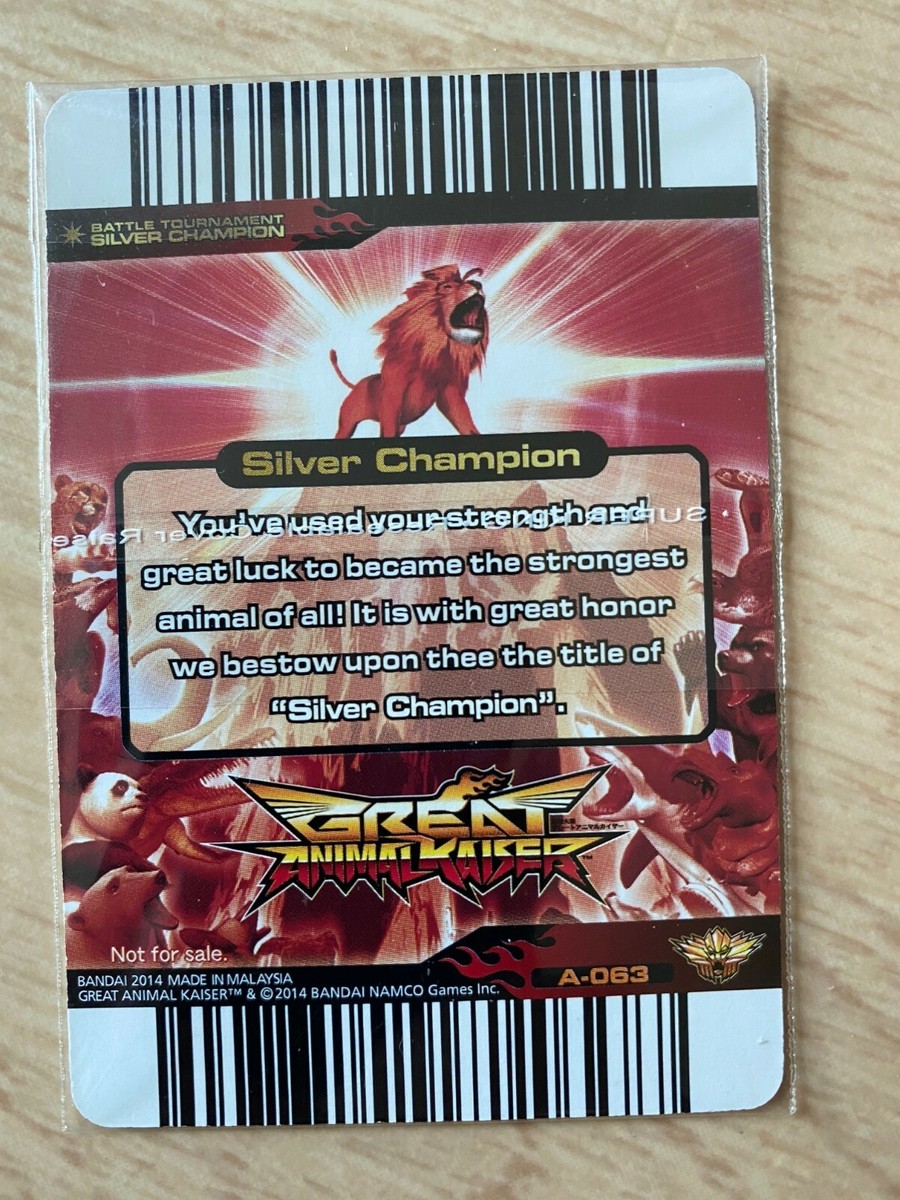 BATTLE TOURNAMENT
SILVER CHAMPION
Silver Champion
You've used your strength and
great luck to became the strongest
animal of all! It is with great honor
we bestow upon thee the title of
“Silver Champion”.
GREAT
ANIMAL KAISER™
Not for sale.
BANDAI 2014 MADE IN MALAYSIA
GREAT ANIMAL KAISER™ & ©2014 BANDAI NAMCO Games Inc.
A-063